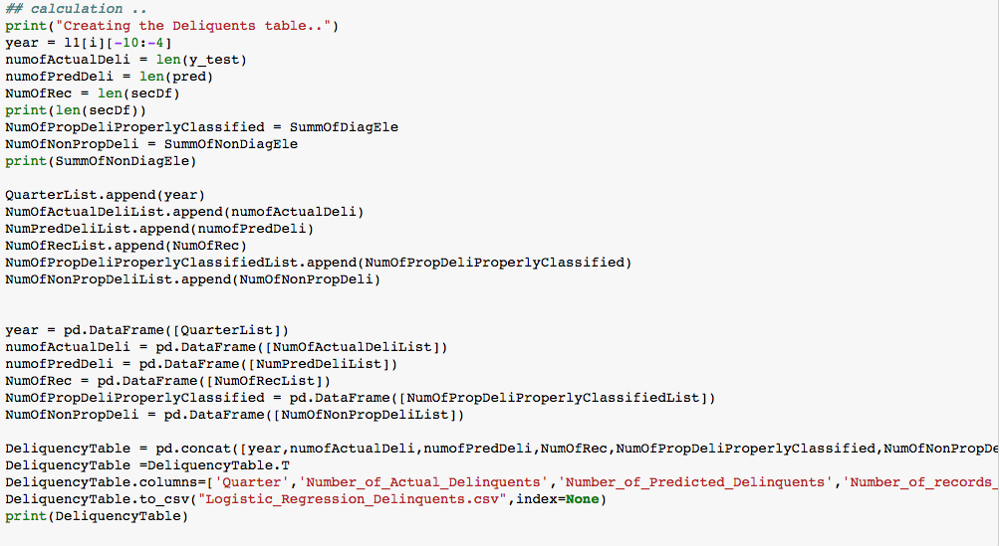 ## calculation ..
print("Creating the Deliquents table..")
year = l1[i][-10:-4]
numofActualDeli = len(y_test)
numofPredDeli = len(pred)
NumOfRec = len(secDf)
print(len(secDf))
NumOfPropDeliProperlyClassified = SummOfDiagEle
NumOfNonPropDeli = SummOfNonDiagEle
print(SummOfNonDiagEle)
QuarterList.append(year)
NumOfActualDeliList.append(numofActualDeli)
NumPredDeliList.append(numofPredDeli)
NumOfRecList.append(NumOfRec)
NumOfPropDeliProperlyClassifiedList.append(NumOfPropDeliProperlyClassified)
NumOfNonPropDeliList.append(NumOfNonPropDeli)
year = pd.DataFrame([QuarterList])
numofActualDeli = pd.DataFrame([NumOfActualDeliList])
numofPredDeli = pd.DataFrame([NumPredDeliList])
NumOfRec = pd.DataFrame([NumOfRecList])
NumOfPropDeliProperlyClassified = pd.DataFrame([NumOfPropDeliProperlyClassifiedList])
NumOfNonPropDeli = pd.DataFrame([NumOfNonPropDeliList])
DeliquencyTable = pd.concat([year,numofActualDeli,numofPredDeli,NumOfRec,NumOfPropDeliProperlyClassified,NumOfNonPropDe
DeliquencyTable =DeliquencyTable.T
DeliquencyTable.columns=['Quarter','Number_of_Actual_Delinquents','Number_of_Predicted_Delinquents','Number_of_records_
DeliquencyTable.to_csv("Logistic_Regression_Delinquents.csv",index=None)
print(DeliquencyTable)